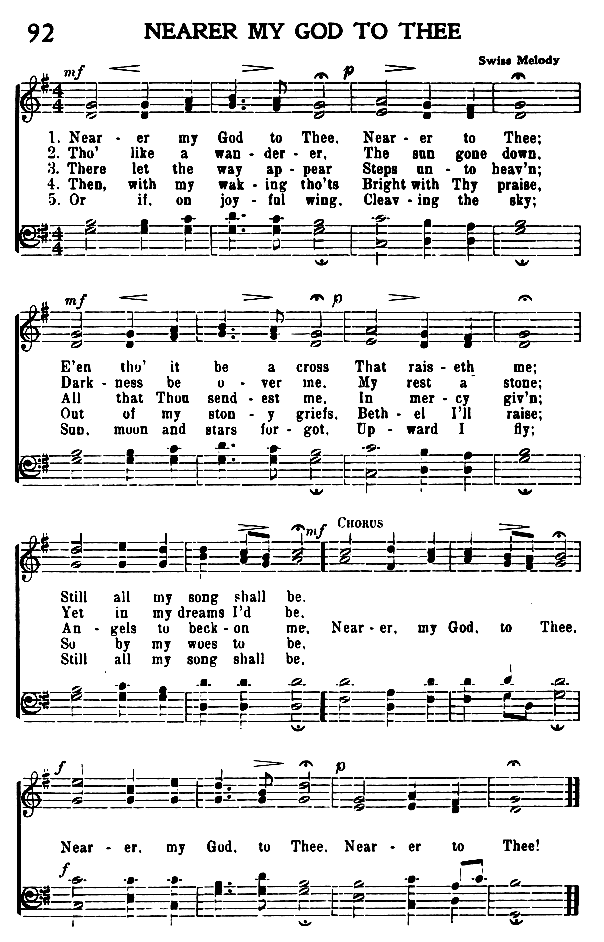 92 NEARER MY GOD TO THEE
Swiss Melody
mf p
1. Near - er my God to Thee, Near - er to Thee;
2. Tho' like a wan - der - er, The sun gone down,
3. There let the way ap - pear Steps un - to heav'n;
4. Then, with my wak - ing tho'ts Bright with Thy praise,
5. Or if, on joy - ful wing, Cleav - ing the sky;
mf p
E'en tho' it be a cross That rais - eth me;
Dark - ness be o - ver me, My rest a stone;
All that Thou send - est me, In mer - cy giv'n;
Out of my ston - y griefs, Beth - el I'll raise;
Sun, moon and stars for - got, Up - ward I fly;
mf CHORUS
Still all my song shall be,
Yet in my dreams I'd be,
An - gels to beck - on me, Near - er, my God, to Thee,
So by my woes to be,
Still all my song shall be,
f p
Near - er, my God, to Thee, Near - er to Thee!
f